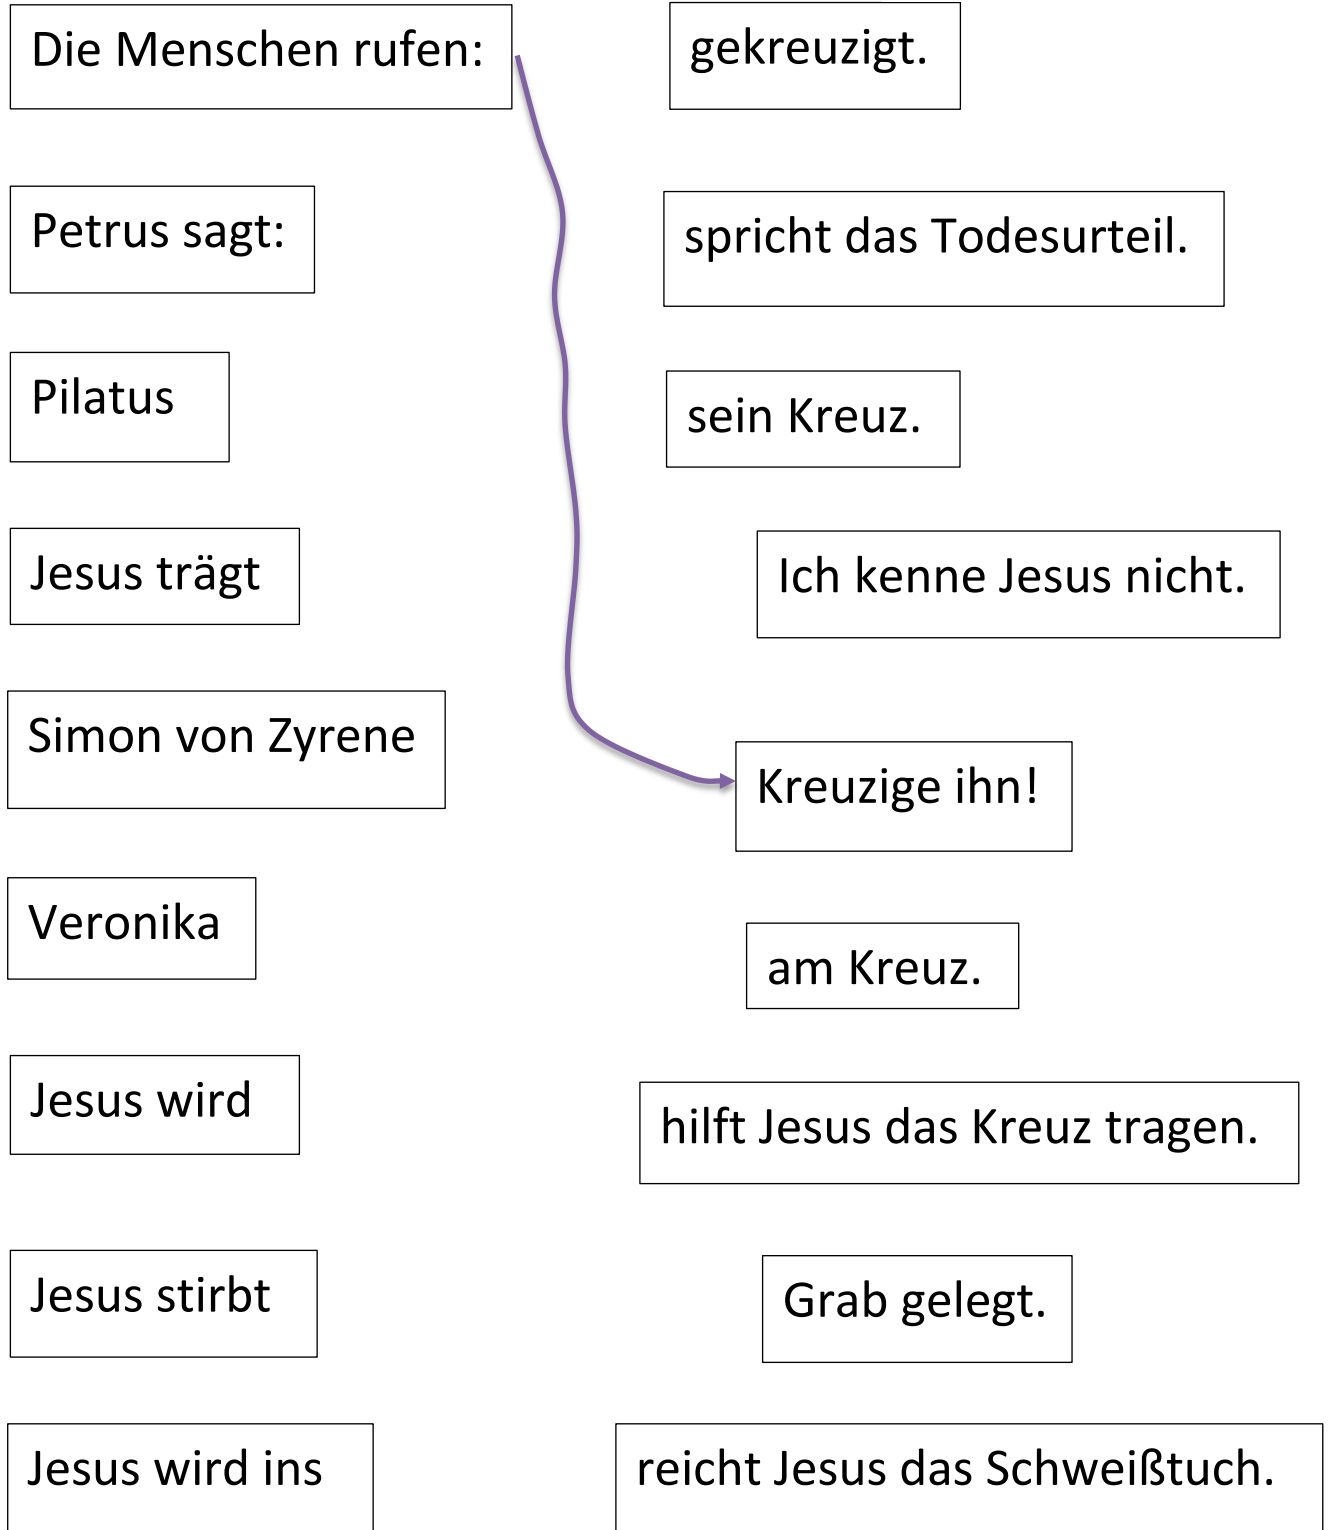 Die Menschen rufen:
gekreuzigt.
Petrus sagt:
spricht das Todesurteil.
Pilatus
sein Kreuz.
Jesus trägt
Ich kenne Jesus nicht.
Simon von Zyrene
Kreuzige ihn!
Veronika
am Kreuz.
Jesus wird
hilft Jesus das Kreuz tragen.
Jesus stirbt
Grab gelegt.
Jesus wird ins
reicht Jesus das Schweißtuch.